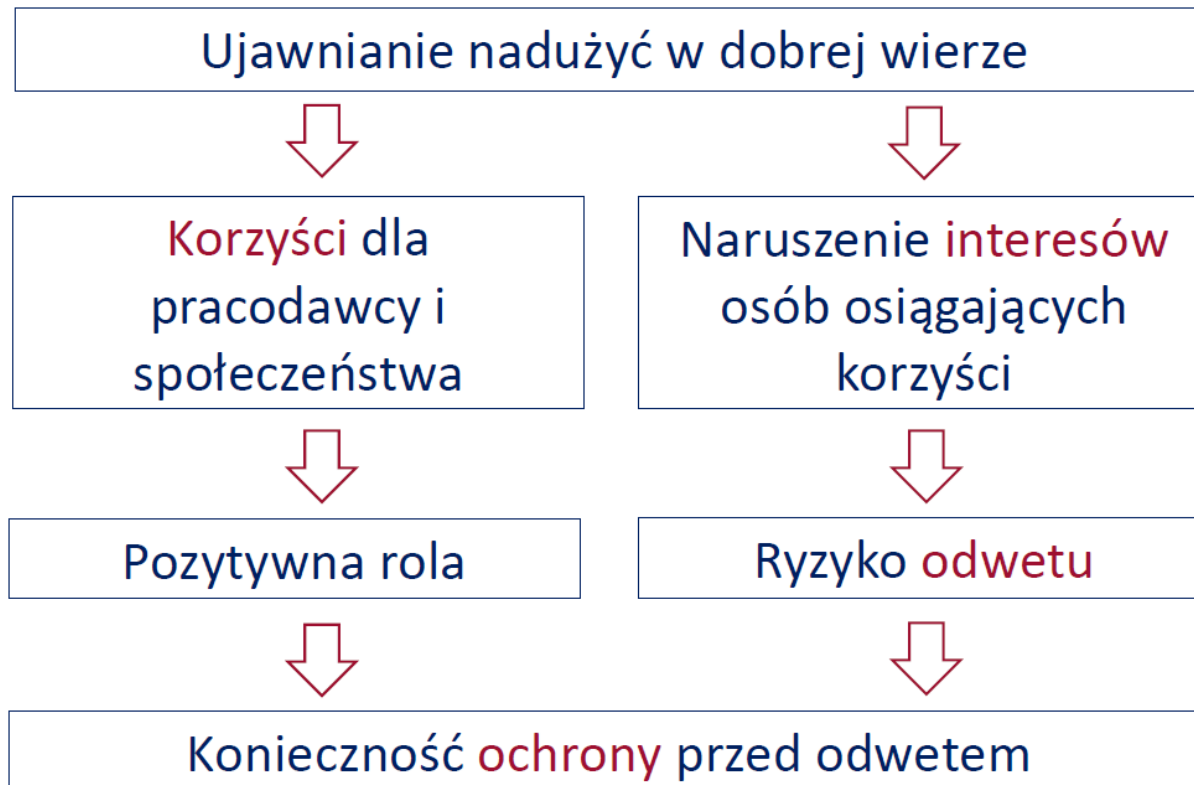 Ujawnianie nadużyć w dobrej wierze
Korzyści dla
pracodawcy i
społeczeństwa
Naruszenie interesów
osób osiągających
korzyści
Pozytywna rola
Ryzyko odwetu
Konieczność ochrony przed odwetem